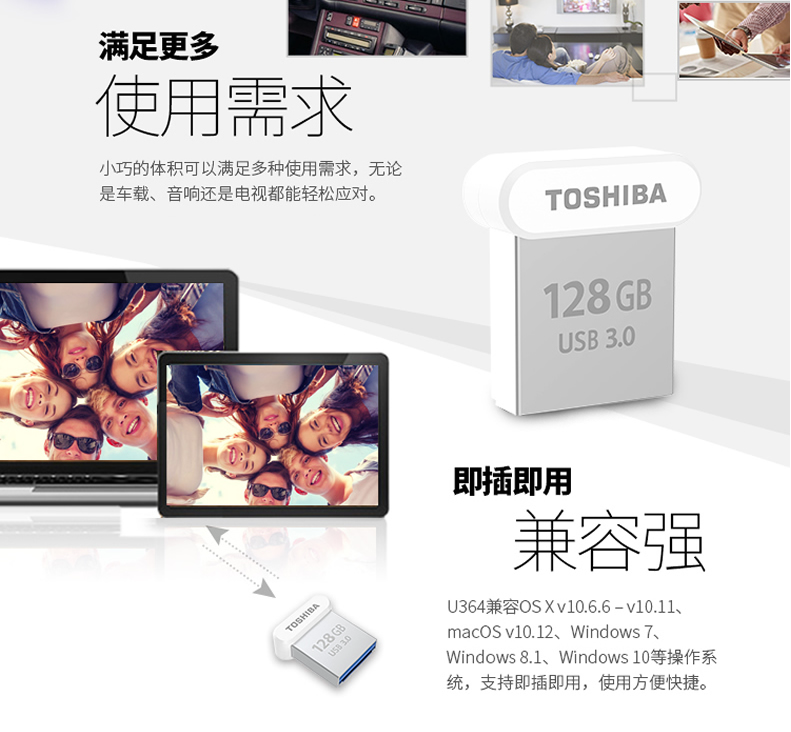 满足更多
使用需求
小巧的体积可以满足多种使用需求，无论
是车载、音响还是电视都能轻松应对。
TOSHIBA
128 GB
USB 3.0
即插即用
兼容强
U364兼容OS X v10.6.6 – v10.11、
macOS v10.12、Windows 7、
Windows 8.1、Windows 10等操作系
统，支持即插即用，使用方便快捷。
TOSHIBA
128 GB
USB 3.0